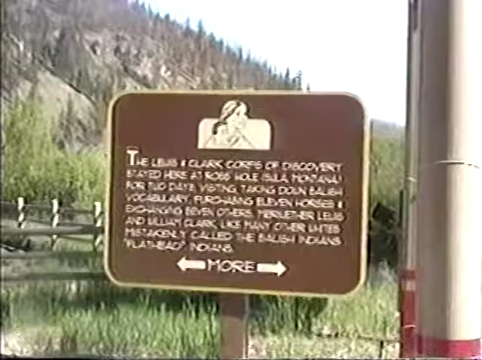 THE LEWIS & CLARK CORPS OF DISCOVERY
STAYED HERE AT ROSS' HOLE (SULA, MONTANA)
FOR TWO DAYS, VISITING, TAKING DOWN SALISH
VOCABULARY, PURCHASING ELEVEN HORSES &
EXCHANGING SEVEN OTHERS. MERIWETHER LEWIS
AND WILLIAM CLARK, LIKE MANY OTHER WHITES
MISTAKENLY CALLED THE SALISH INDIANS
"FLATHEAD" INDIANS.
MORE